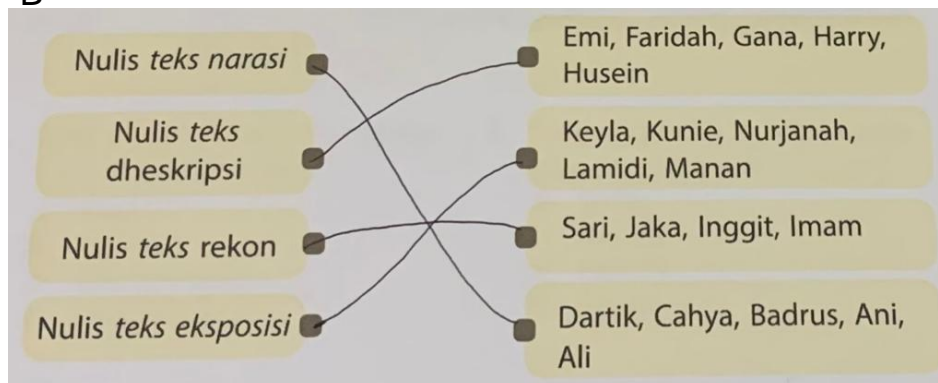 Nulis teks narasi
Nulis teks
dheskripsi
Nulis teks rekon
Nulis teks eksposisi
Emi, Faridah, Gana, Harry,
Husein
Keyla, Kunie, Nurjanah,
Lamidi, Manan
Sari, Jaka, Inggit, Imam
Dartik, Cahya, Badrus, Ani,
Ali